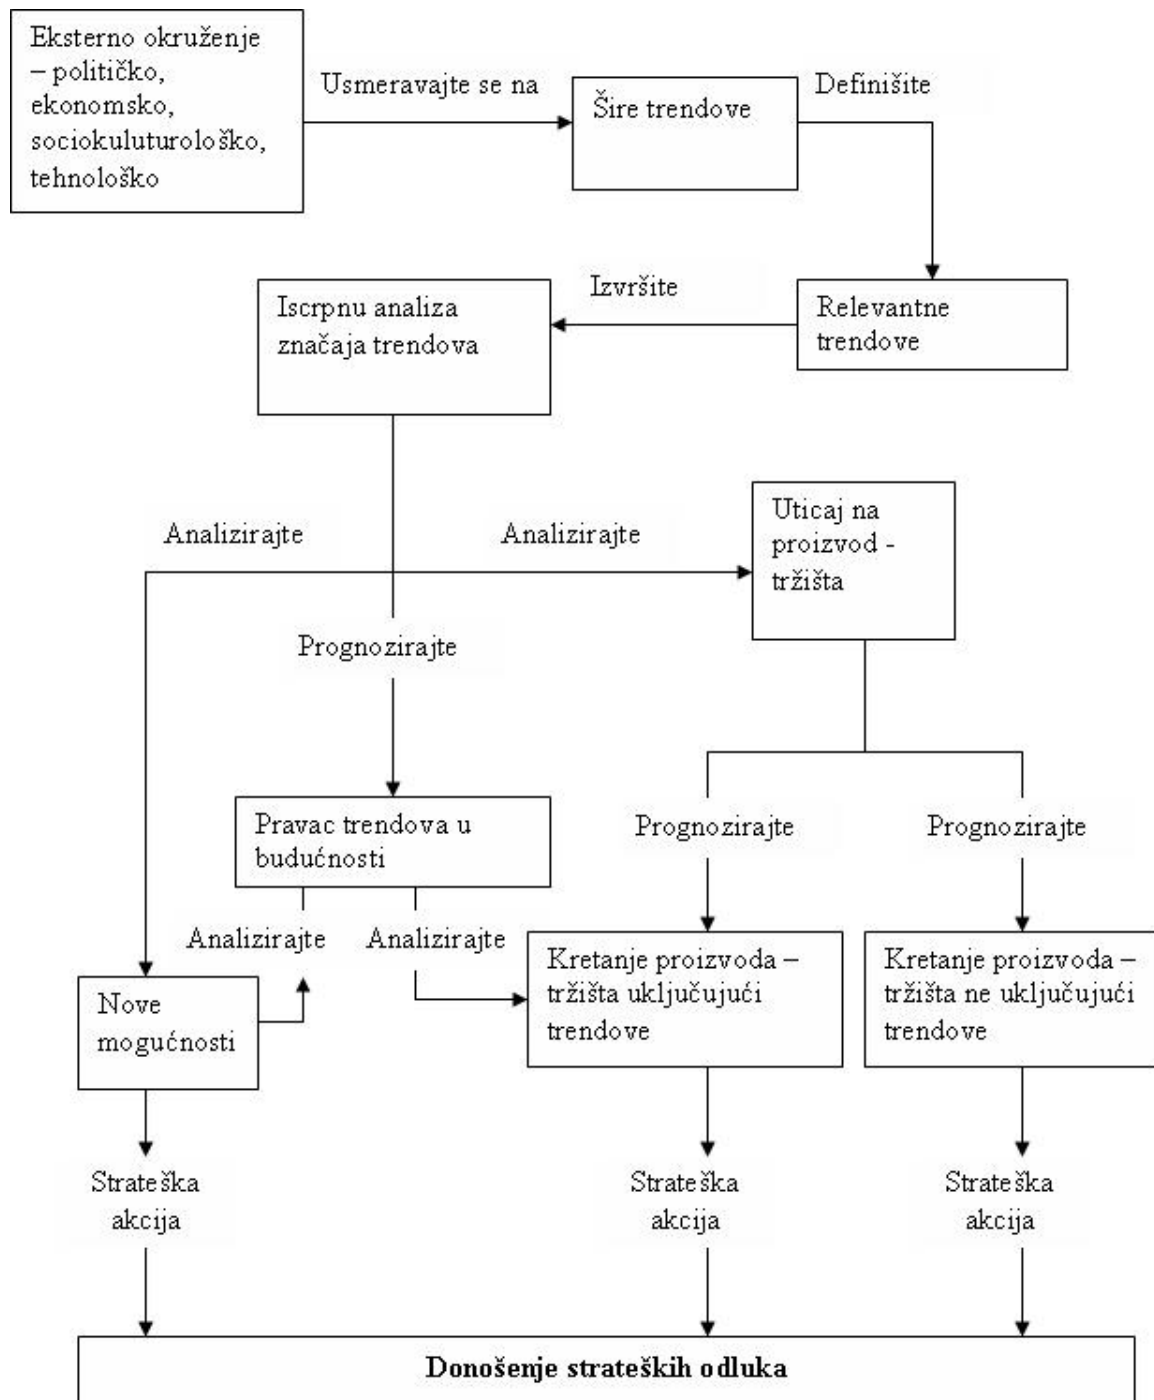 Eksterno okruženje
– političko,
ekonomsko,
sociokuluturološko,
tehnološko
Usmeravajte se na
Šire trendove
Definišite
Relevantne
trendove
Izvršite
Iscrpnu analiza
značaja trendova
Analizirajte
Analizirajte
Uticaj na
proizvod -
tržišta
Prognozirajte
Pravac trendova u
budućnosti
Prognozirajte
Prognozirajte
Analizirajte
Analizirajte
Nove
mogućnosti
Kretanje proizvoda –
tržišta uključujući
trendove
Kretanje proizvoda –
tržišta ne uključujući
trendove
Strateška
akcija
Strateška
akcija
Strateška
akcija
Donošenje strateških odluka